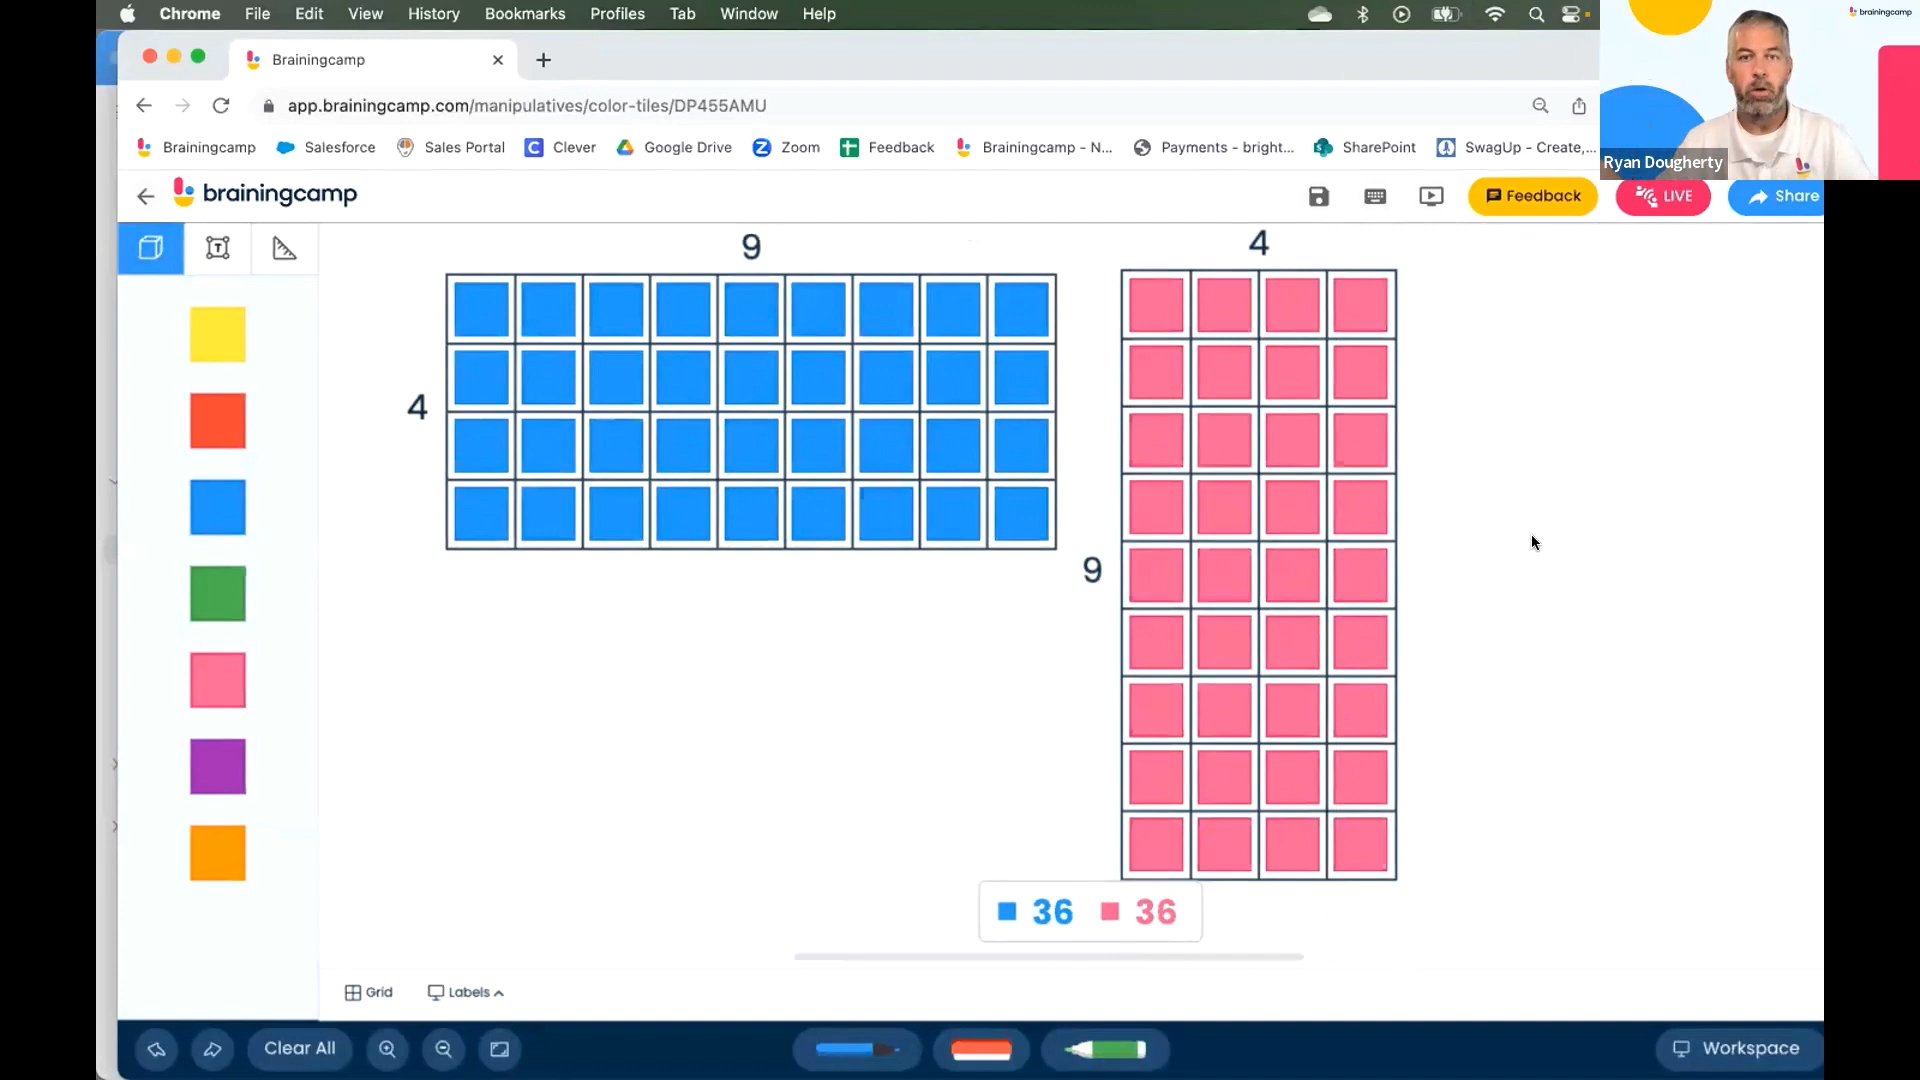 Chrome File Edit View History Bookmarks Profiles Tab Window Help
brainingcamp
Brainingcamp
app.brainingcamp.com/manipulatives/color-tiles/DP455AMU
Brainingcamp Salesforce Sales Portal Clever Google Drive Zoom Feedback Brainingcamp - N... Payments - bright... SharePoint SwagUp - Create,...
Ryan Dougherty
brainingcamp Feedback LIVE Share
T
9 4
4
9
36 36
Grid Labels
Clear All Workspace